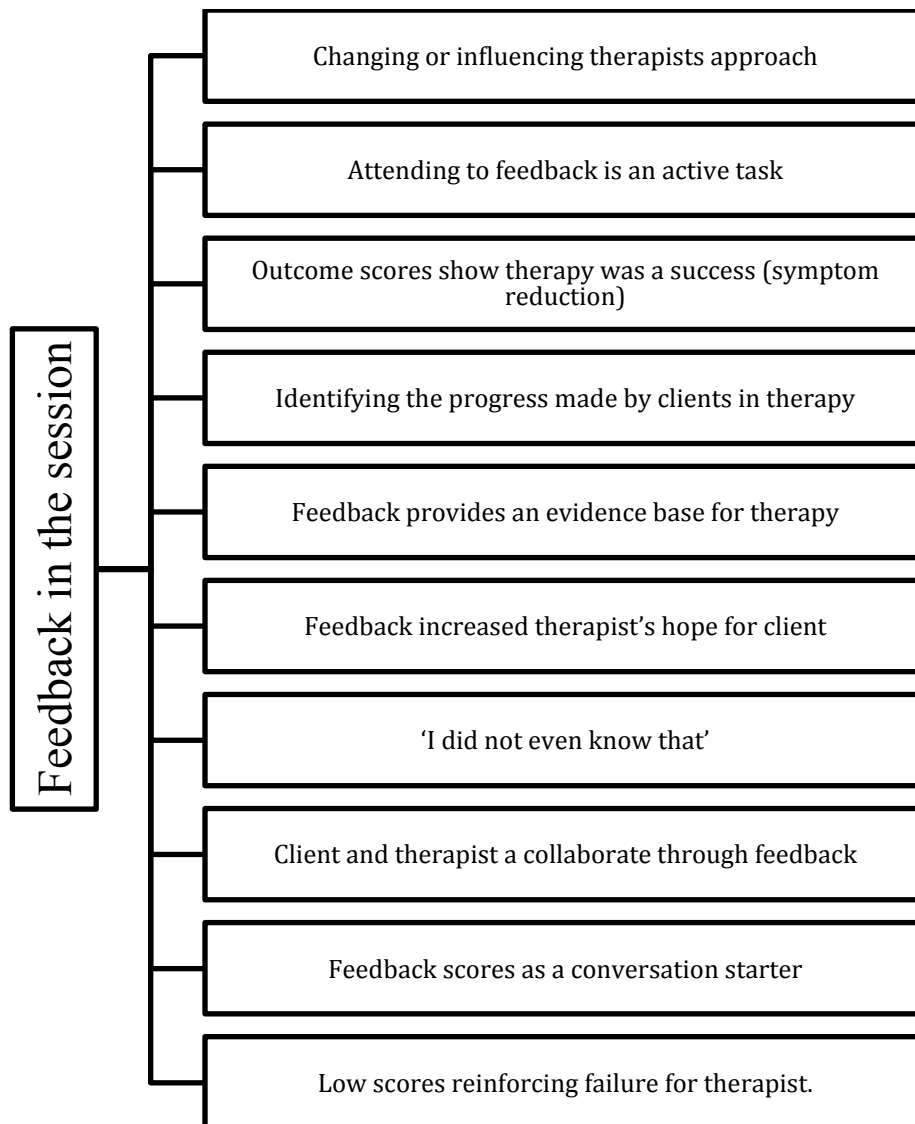 Feedback in the session
Changing or influencing therapists approach
Attending to feedback is an active task
Outcome scores show therapy was a success (symptom
reduction)
Identifying the progress made by clients in therapy
Feedback provides an evidence base for therapy
Feedback increased therapist’s hope for client
‘I did not even know that’
Client and therapist a collaborate through feedback
Feedback scores as a conversation starter
Low scores reinforcing failure for therapist.